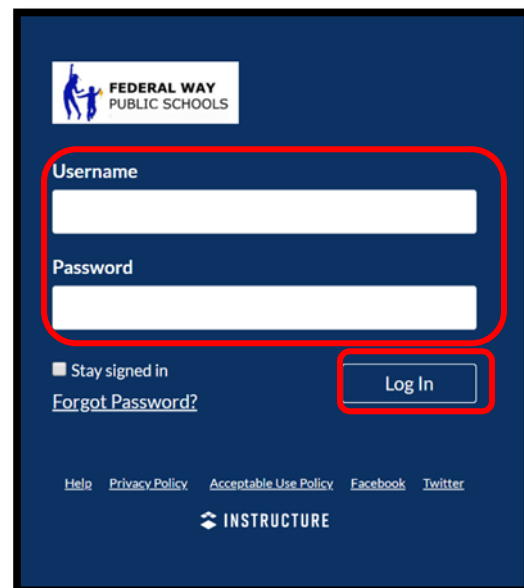 FEDERAL WAY
PUBLIC SCHOOLS
Username
Password
Stay signed in
Log In
Forgot Password?
Help Privacy Policy Acceptable Use Policy Facebook Twitter
INSTRUCTURE